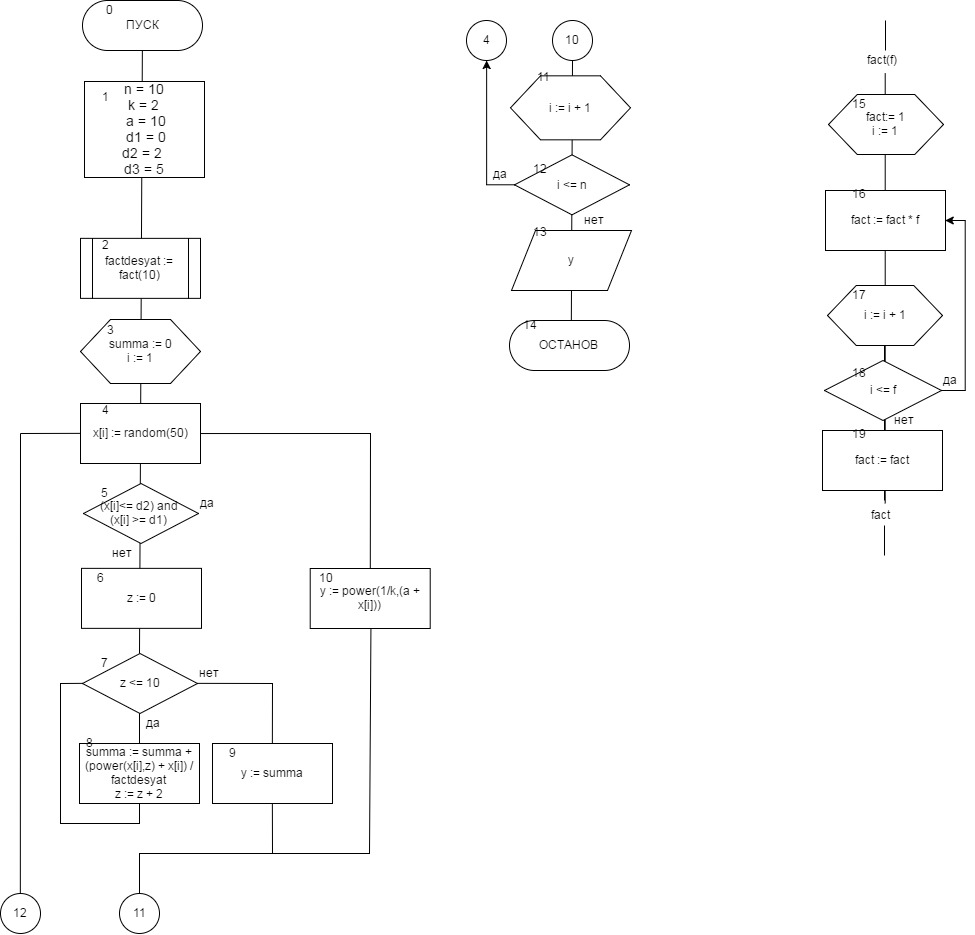 0
ПУСК
1
n = 10
k = 2
a = 10
d1 = 0
d2 = 2
d3 = 5
2
factdesyat :=
fact(10)
3
summa := 0
i := 1
4
x[i] := random(50)
5
(x[i]<= d2) and
(x[i] >= d1)
да
нет
6
z := 0
7
z <= 10
нет
да
8
summa := summa +
(power(x[i],z) + x[i]) /
factdesyat
z := z + 2
9
y := summa
10
y := power(1/k,(a +
x[i]))
12
11
4
10
11
i := i + 1
12
i <= n
да
нет
13
y
14
ОСТАНОВ
fact(f)
15
fact:= 1
i := 1
16
fact := fact * f
17
i := i + 1
18
i <= f
да
нет
19
fact := fact
fact